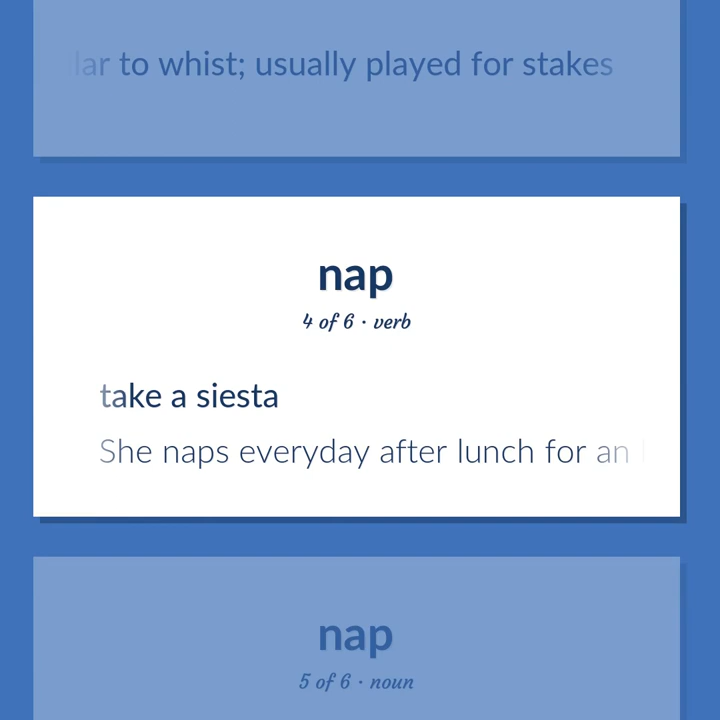 to whist; usually played for stakes
nap
4 of 6 · verb
take a siesta
She naps everyday after lunch for an
nap
5 of 6 · noun